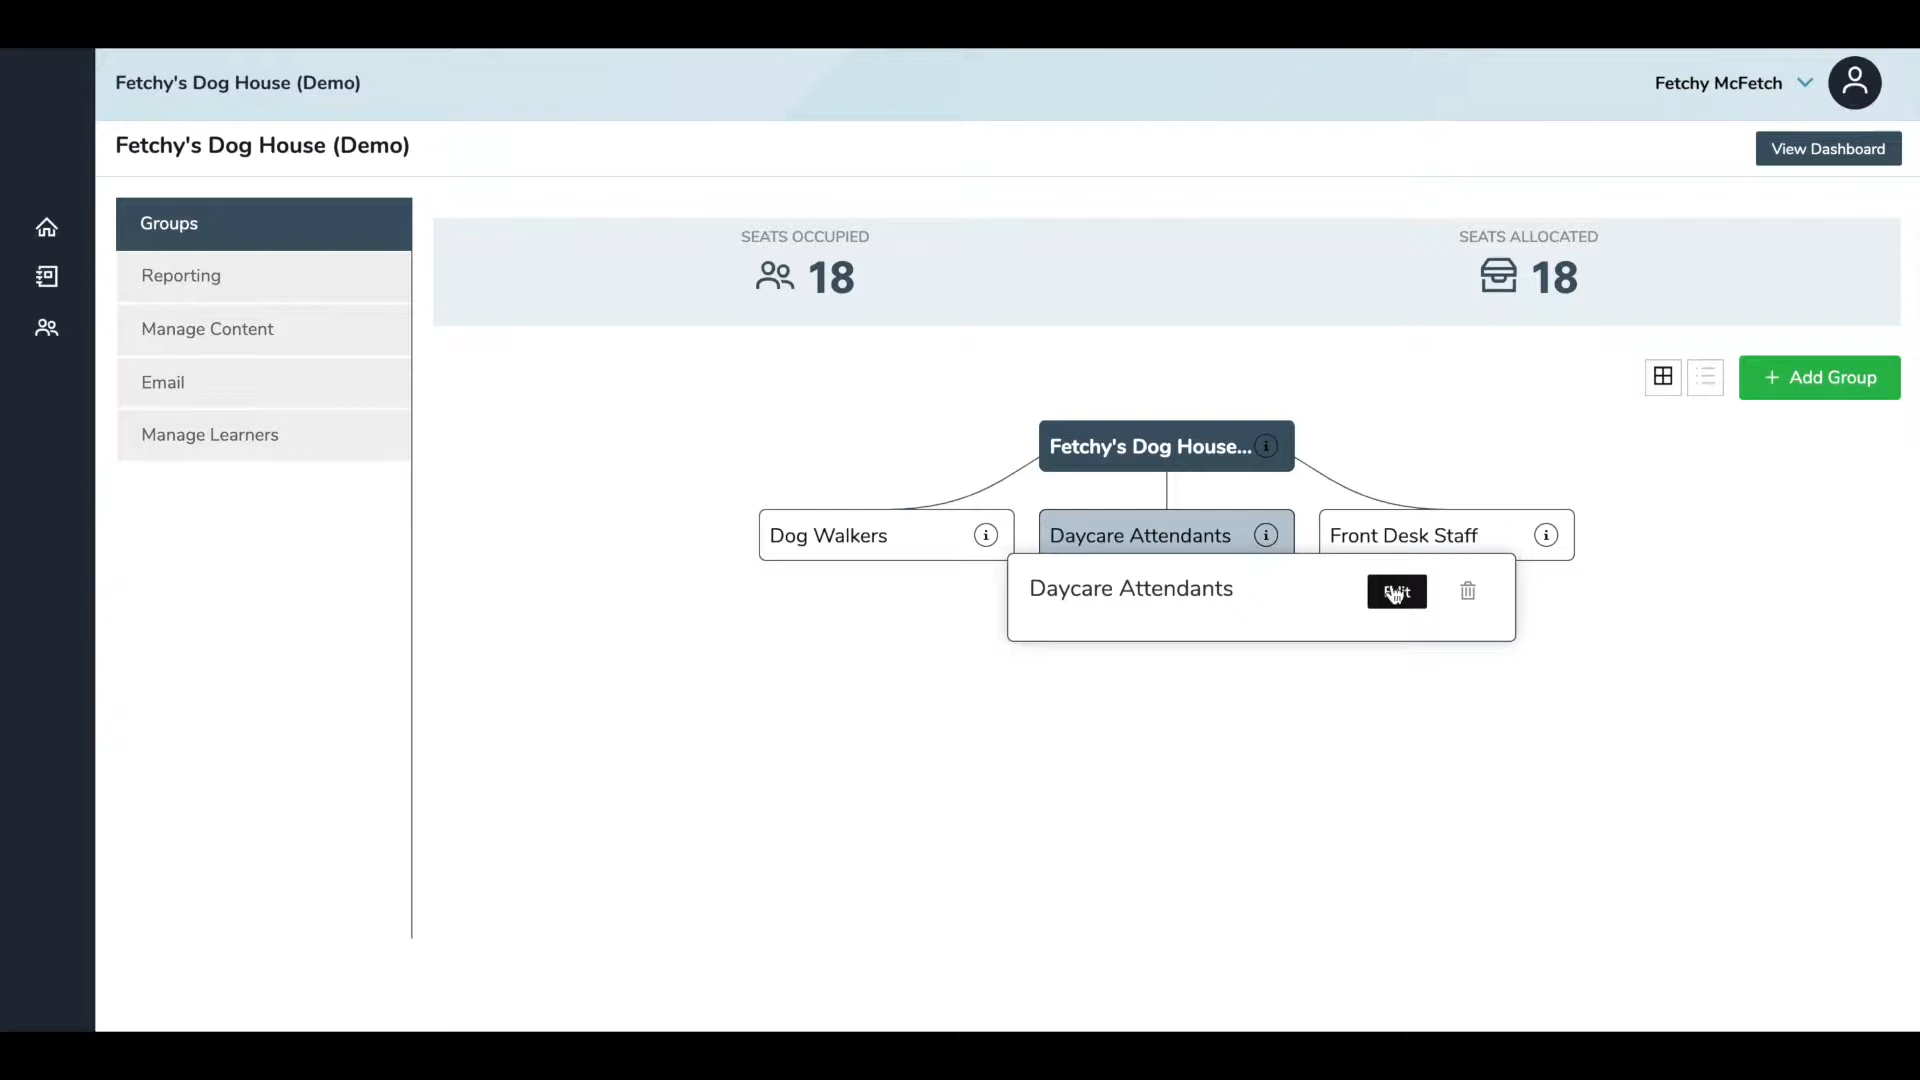 Fetchy's Dog House (Demo)
Fetchy McFetch
Fetchy's Dog House (Demo)
View Dashboard
Groups
Reporting
Manage Content
Email
Manage Learners
SEATS OCCUPIED
18
SEATS ALLOCATED
18
+ Add Group
Fetchy's Dog House...
Dog Walkers
Daycare Attendants
Front Desk Staff
Daycare Attendants